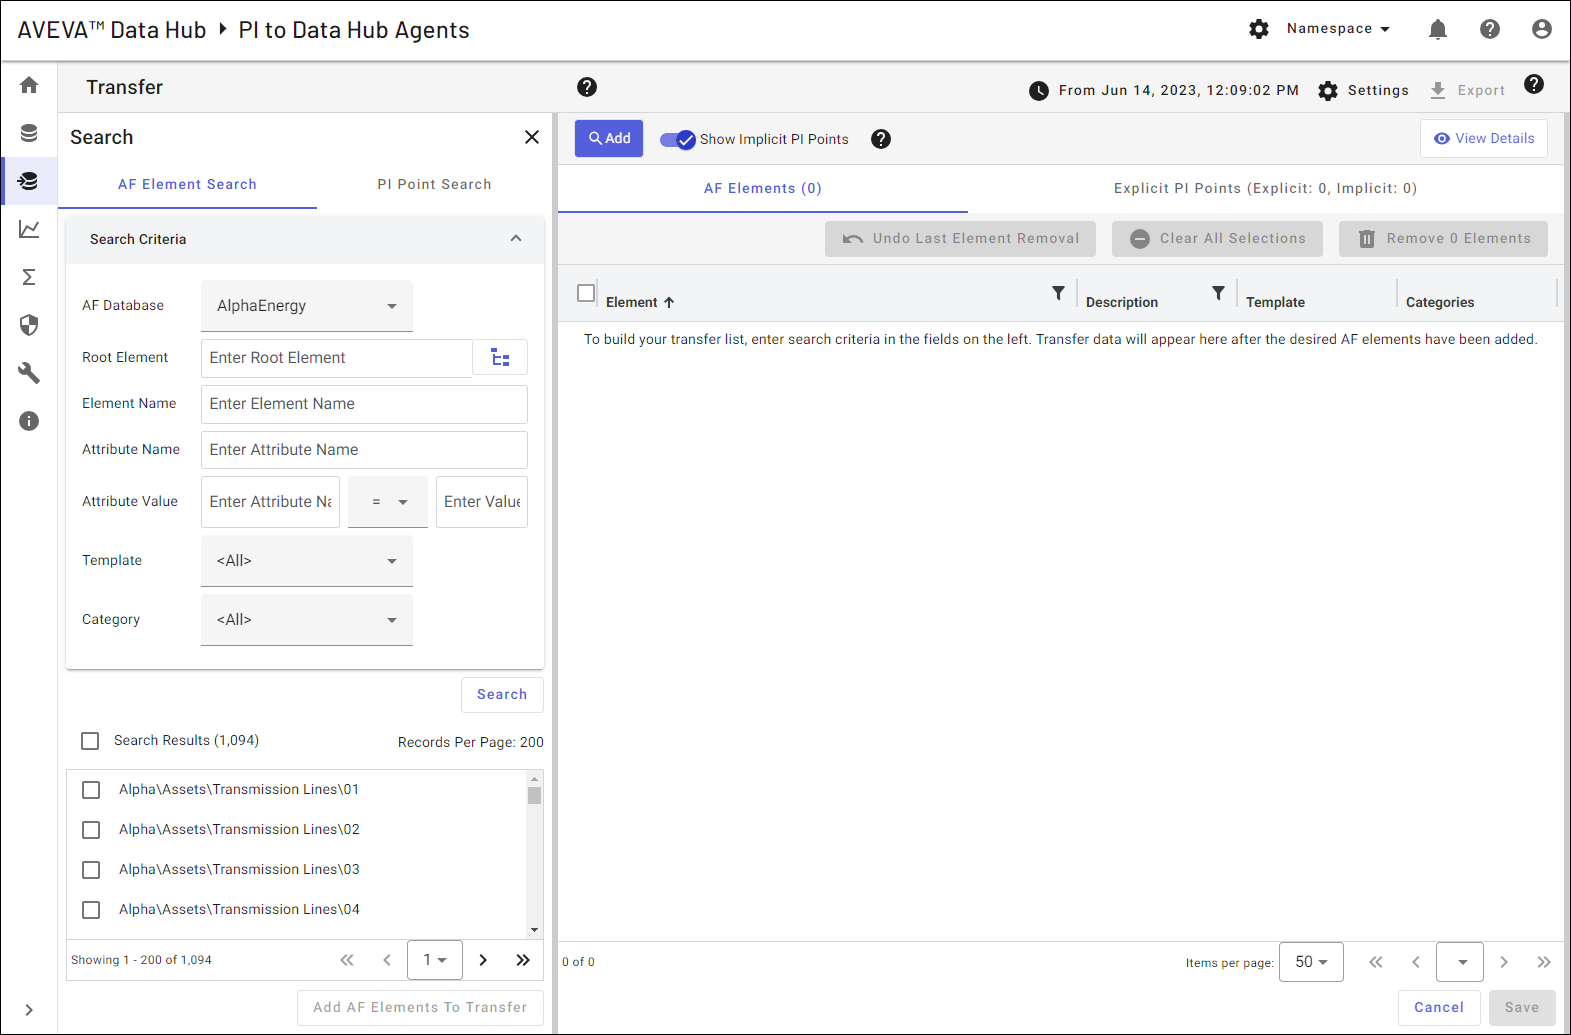 AVEVA™ Data Hub PI to Data Hub Agents
Namespace
Transfer
From Jun 14, 2023, 12:09:02 PM
Settings
Export
Search
AF Element Search
PI Point Search
Search Criteria
AF Database
AlphaEnergy
Root Element
Enter Root Element
Element Name
Enter Element Name
Attribute Name
Enter Attribute Name
Attribute Value
Enter Attribute Na
=
Enter Value
Template
<All>
Category
<All>
Search
Search Results (1,094)
Records Per Page: 200
Alpha\Assets\Transmission Lines\01
Alpha\Assets\Transmission Lines\02
Alpha\Assets\Transmission Lines\03
Alpha\Assets\Transmission Lines\04
Showing 1 - 200 of 1,094
1
Add AF Elements To Transfer
Add
Show Implicit PI Points
View Details
AF Elements (0)
Explicit PI Points (Explicit: 0, Implicit: 0)
Undo Last Element Removal
Clear All Selections
Remove 0 Elements
Element
Description
Template
Categories
To build your transfer list, enter search criteria in the fields on the left. Transfer data will appear here after the desired AF elements have been added.
0 of 0
Items per page:
50
Cancel
Save